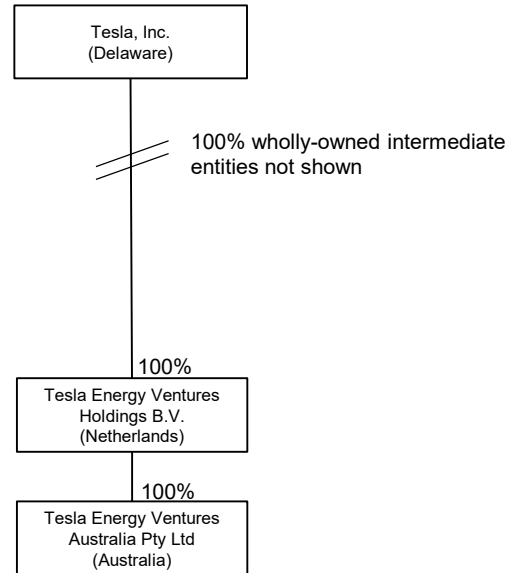 Tesla, Inc.
(Delaware)
100% wholly-owned intermediate
entities not shown
100%
Tesla Energy Ventures
Holdings B.V.
(Netherlands)
100%
Tesla Energy Ventures
Australia Pty Ltd
(Australia)